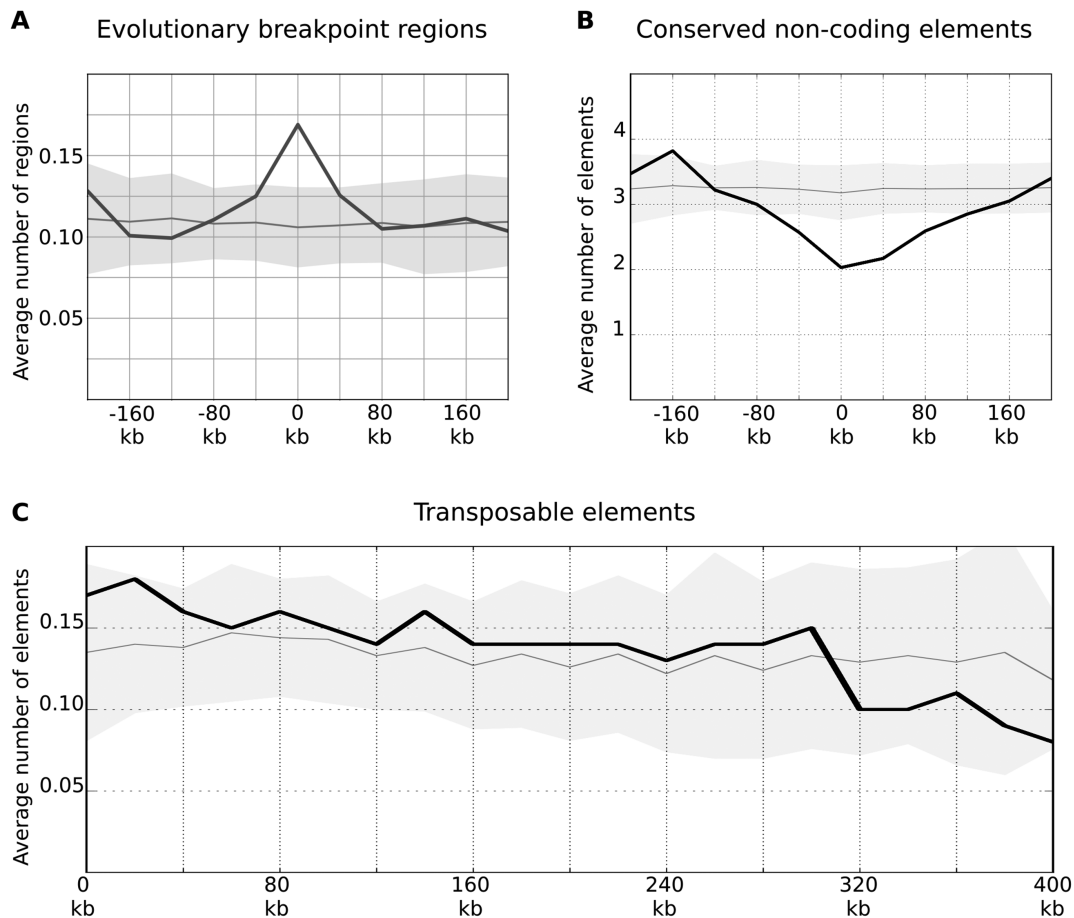 A Evolutionary breakpoint regions
Average number of regions
0.15
0.10
0.05
-160 -80 0 80 160
kb kb kb kb kb
B Conserved non-coding elements
Average number of elements
4
3
2
1
-160 -80 0 80 160
kb kb kb kb kb
C Transposable elements
Average number of elements
0.15
0.10
0.05
0 80 160 240 320 400
kb kb kb kb kb kb